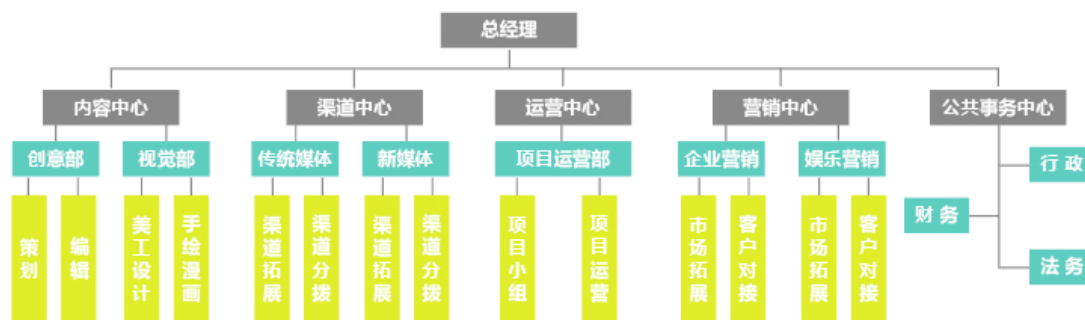 总经理
内容中心
渠道中心
运营中心
营销中心
公共事务中心
创意部
视觉部
传统媒体
新媒体
项目运营部
企业营销
娱乐营销
行政
财务
法务
策划
编辑
美工设计
手绘漫画
渠道拓展
渠道分拨
渠道拓展
渠道分拨
项目小组
项目运营
市场拓展
客户对接
市场拓展
客户对接